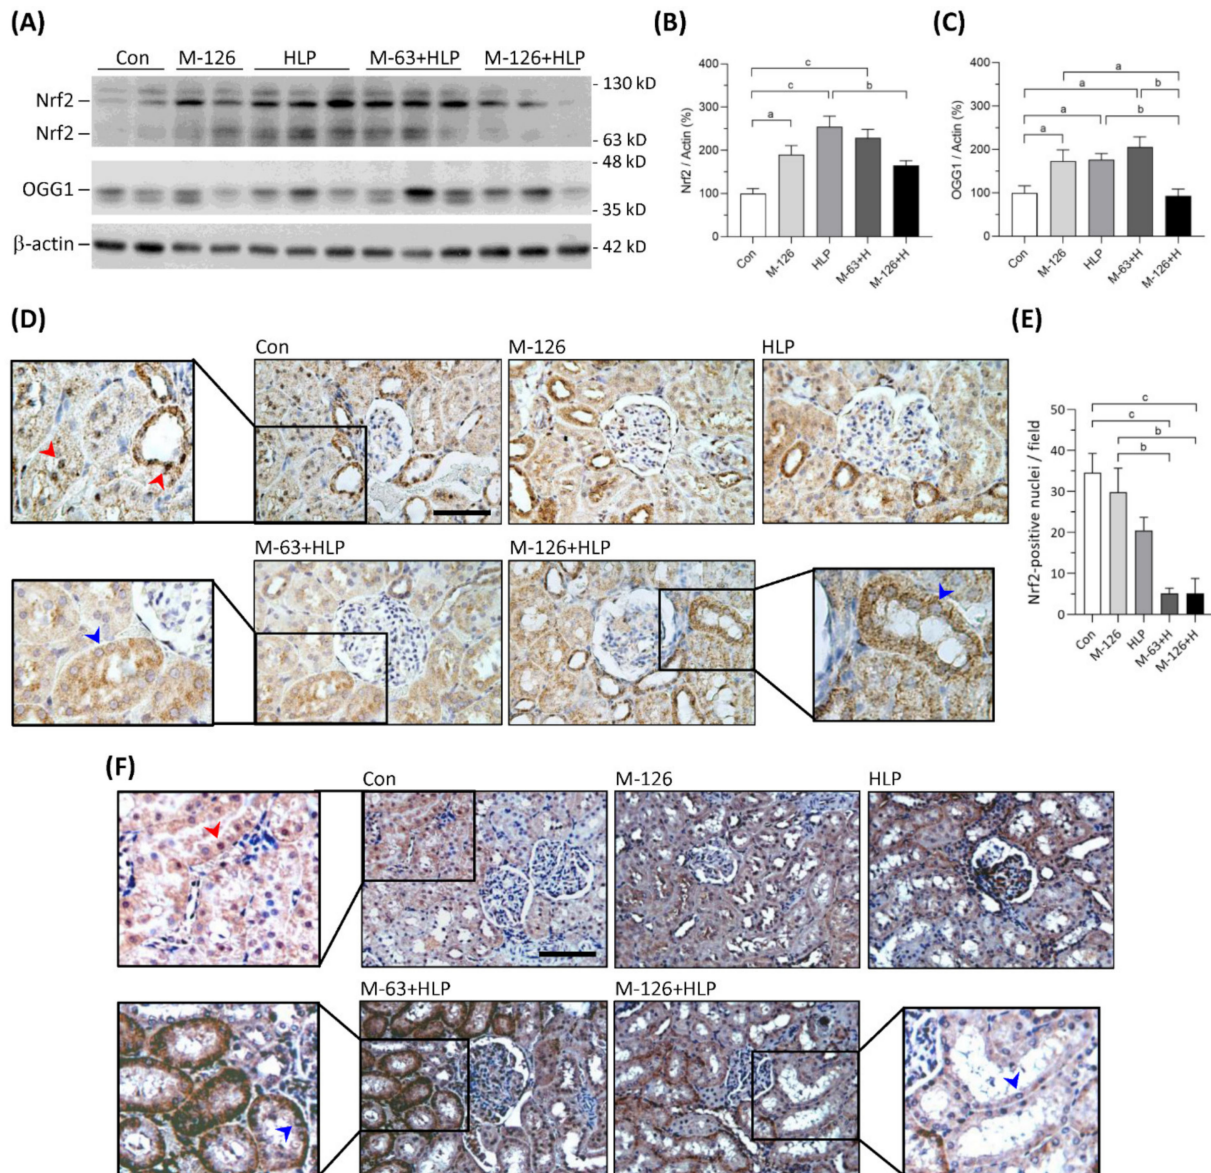 (A)
Con M-126 HLP M-63+HLP M-126+HLP
Nrf2
Nrf2
OGG1
β-actin
130 kD
63 kD
48 kD
35 kD
42 kD
(B)
Nrf2 / Actin (%)
400
300
200
100
0
c
c
b
a
Con M-126 HLP M-63+H M-126+H
(C)
OGG1 / Actin (%)
400
300
200
100
0
a
a b
a b
a
Con M-126 HLP M-63+H M-126+H
(D)
Con M-126 HLP
M-63+HLP M-126+HLP
(E)
Nrf2-positive nuclei / field
50
40
30
20
10
0
c
c
b
b
Con M-126 HLP M-63+H M-126+H
(F)
Con M-126 HLP
M-63+HLP M-126+HLP